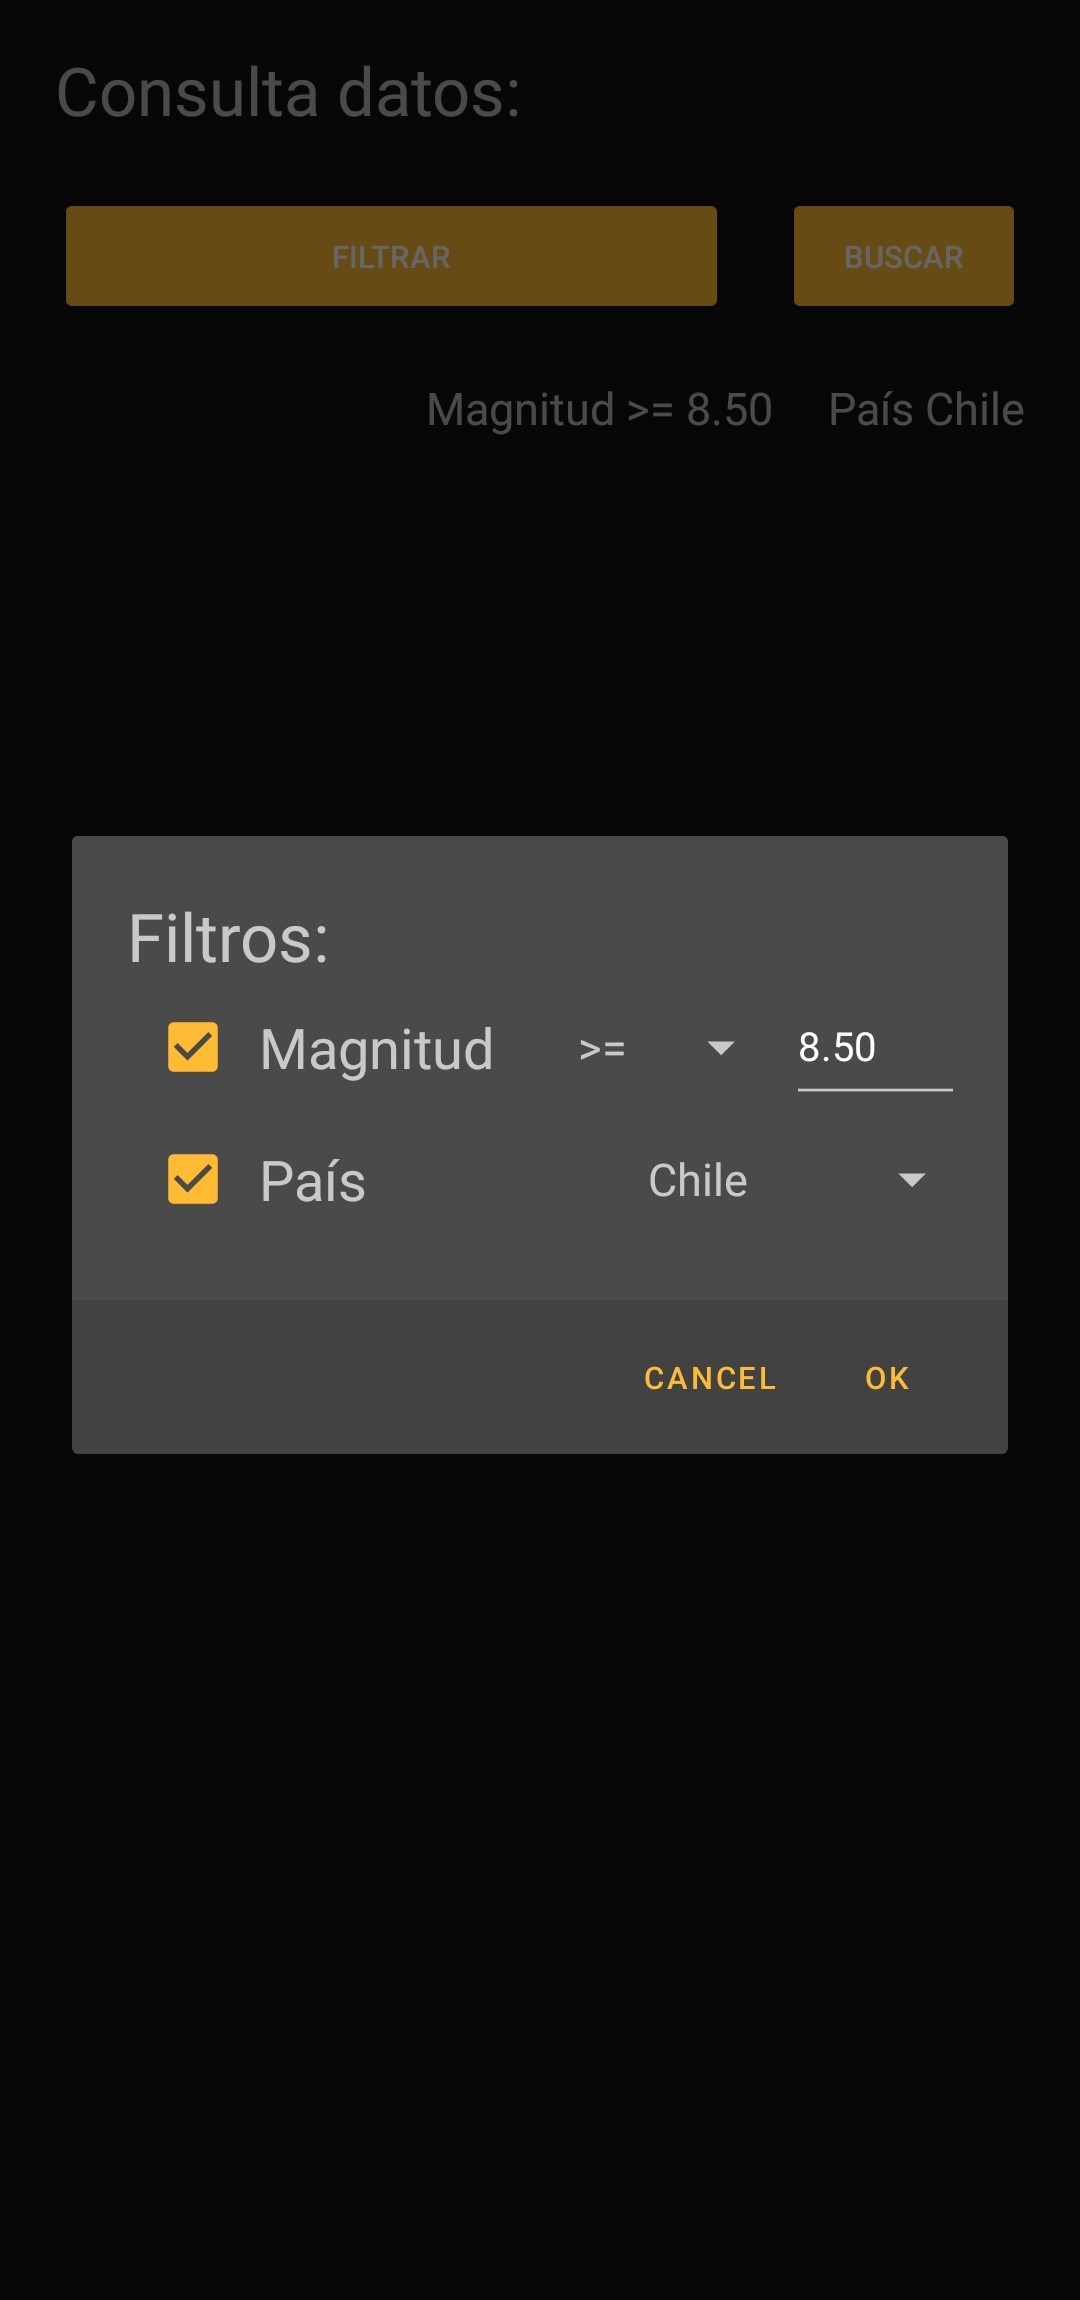 Consulta datos:
FILTRAR BUSCAR
Magnitud >= 8.50 País Chile
Filtros:
Magnitud >= 8.50
País Chile
CANCEL OK